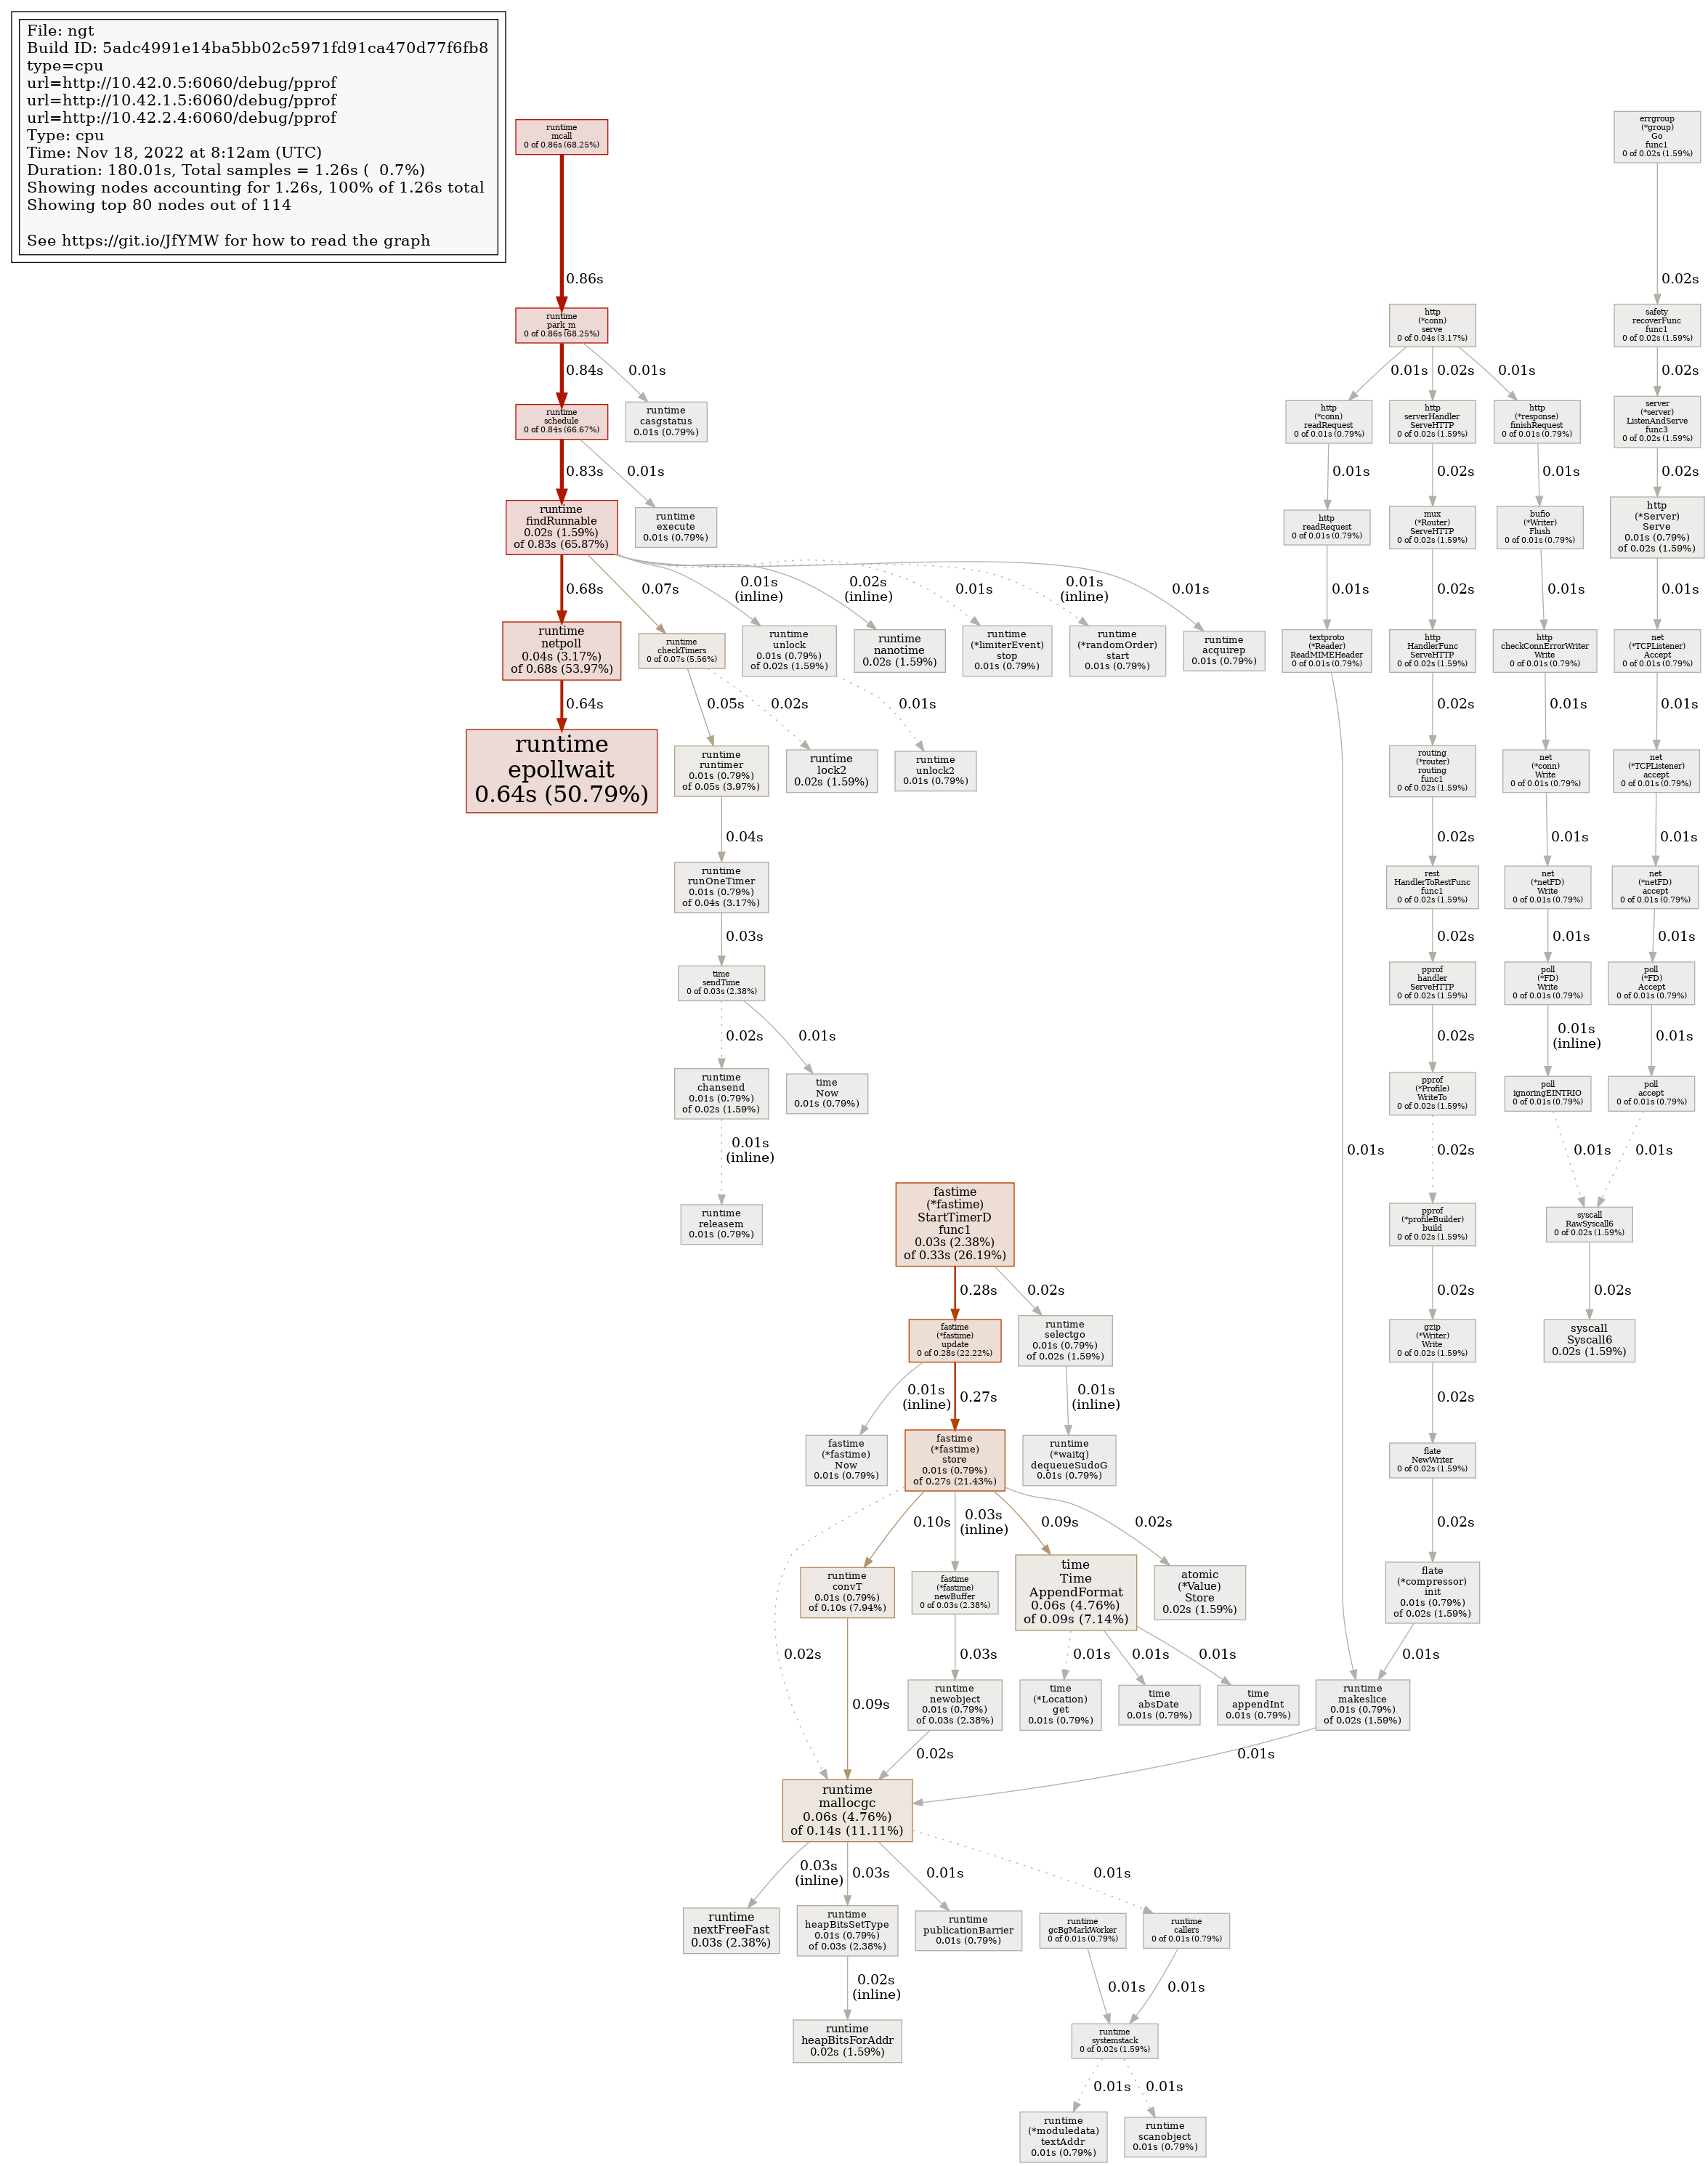 File: ngt
Build ID: 5adc4991e14ba5bb02c5971fd91ca470d77f6fb8
type=cpu
url=http://10.42.0.5:6060/debug/pprof
url=http://10.42.1.5:6060/debug/pprof
url=http://10.42.2.4:6060/debug/pprof
Type: cpu
Time: Nov 18, 2022 at 8:12am (UTC)
Duration: 180.01s, Total samples = 1.26s ( 0.7%)
Showing nodes accounting for 1.26s, 100% of 1.26s total
Showing top 80 nodes out of 114
See https://git.io/JfYMW for how to read the graph
runtime
mcall
0 of 0.86s (68.25%)
0.86s
runtime
park_m
0 of 0.86s (68.25%)
0.84s
0.01s
runtime
schedule
0 of 0.84s (66.67%)
runtime
casgstatus
0.01s (0.79%)
0.83s
0.01s
runtime
findRunnable
0.02s (1.59%)
of 0.83s (65.87%)
runtime
execute
0.01s (0.79%)
0.68s
0.07s
0.01s
(inline)
0.02s
(inline)
0.01s
0.01s
(inline)
0.01s
runtime
netpoll
0.04s (3.17%)
of 0.68s (53.97%)
runtime
checkTimers
0 of 0.07s (5.56%)
runtime
unlock
0.01s (0.79%)
of 0.02s (1.59%)
runtime
nanotime
0.02s (1.59%)
runtime
(*limiterEvent)
stop
0.01s (0.79%)
runtime
(*randomOrder)
start
0.01s (0.79%)
runtime
acquirep
0.01s (0.79%)
0.64s
0.05s
0.02s
0.01s
runtime
epollwait
0.64s (50.79%)
runtime
runtimer
0.01s (0.79%)
of 0.05s (3.97%)
runtime
lock2
0.02s (1.59%)
runtime
unlock2
0.01s (0.79%)
0.04s
runtime
runOneTimer
0.01s (0.79%)
of 0.04s (3.17%)
0.03s
time
sendTime
0 of 0.03s (2.38%)
0.02s
0.01s
runtime
chansend
0.01s (0.79%)
of 0.02s (1.59%)
time
Now
0.01s (0.79%)
0.01s
(inline)
runtime
releasem
0.01s (0.79%)
fastime
(*fastime)
StartTimerD
func1
0.03s (2.38%)
of 0.33s (26.19%)
0.28s
0.02s
fastime
(*fastime)
update
0 of 0.28s (22.22%)
runtime
selectgo
0.01s (0.79%)
of 0.02s (1.59%)
0.01s
(inline)
0.27s
0.01s
(inline)
fastime
(*fastime)
Now
0.01s (0.79%)
fastime
(*fastime)
store
0.01s (0.79%)
of 0.27s (21.43%)
runtime
(*waitq)
dequeueSudoG
0.01s (0.79%)
0.10s
0.03s
(inline)
0.09s
0.02s
runtime
convT
0.01s (0.79%)
of 0.10s (7.94%)
fastime
(*fastime)
newBuffer
0 of 0.03s (2.38%)
time
Time
AppendFormat
0.06s (4.76%)
of 0.09s (7.14%)
atomic
(*Value)
Store
0.02s (1.59%)
0.02s
0.09s
0.03s
0.01s
0.01s
0.01s
runtime
newobject
0.01s (0.79%)
of 0.03s (2.38%)
time
(*Location)
get
0.01s (0.79%)
time
absDate
0.01s (0.79%)
time
appendInt
0.01s (0.79%)
0.02s
0.01s
runtime
mallocgc
0.06s (4.76%)
of 0.14s (11.11%)
0.03s
(inline)
0.03s
0.01s
0.01s
runtime
nextFreeFast
0.03s (2.38%)
runtime
heapBitsSetType
0.01s (0.79%)
of 0.03s (2.38%)
runtime
publicationBarrier
0.01s (0.79%)
runtime
gcBgMarkWorker
0 of 0.01s (0.79%)
runtime
callers
0 of 0.01s (0.79%)
0.02s
(inline)
0.01s
0.01s
runtime
heapBitsForAddr
0.02s (1.59%)
runtime
systemstack
0 of 0.02s (1.59%)
0.01s
0.01s
runtime
(*moduledata)
textAddr
0.01s (0.79%)
runtime
scanobject
0.01s (0.79%)
http
(*conn)
serve
0 of 0.04s (3.17%)
0.01s
0.02s
0.01s
http
(*conn)
readRequest
0 of 0.01s (0.79%)
0.01s
http
readRequest
0 of 0.01s (0.79%)
0.01s
textproto
(*Reader)
ReadMIMEHeader
0 of 0.01s (0.79%)
0.01s
http
serverHandler
ServeHTTP
0 of 0.02s (1.59%)
0.02s
mux
(*Router)
ServeHTTP
0 of 0.02s (1.59%)
0.02s
http
HandlerFunc
ServeHTTP
0 of 0.02s (1.59%)
0.02s
routing
(*router)
routing
func1
0 of 0.02s (1.59%)
0.02s
rest
HandlerToRestFunc
func1
0 of 0.02s (1.59%)
0.02s
pprof
handler
ServeHTTP
0 of 0.02s (1.59%)
0.02s
pprof
(*Profile)
WriteTo
0 of 0.02s (1.59%)
0.02s
pprof
(*profileBuilder)
build
0 of 0.02s (1.59%)
0.02s
gzip
(*Writer)
Write
0 of 0.02s (1.59%)
0.02s
flate
NewWriter
0 of 0.02s (1.59%)
0.02s
flate
(*compressor)
init
0.01s (0.79%)
of 0.02s (1.59%)
0.01s
runtime
makeslice
0.01s (0.79%)
of 0.02s (1.59%)
http
(*response)
finishRequest
0 of 0.01s (0.79%)
0.01s
bufio
(*Writer)
Flush
0 of 0.01s (0.79%)
0.01s
http
checkConnErrorWriter
Write
0 of 0.01s (0.79%)
0.01s
net
(*conn)
Write
0 of 0.01s (0.79%)
0.01s
net
(*netFD)
Write
0 of 0.01s (0.79%)
0.01s
poll
(*FD)
Write
0 of 0.01s (0.79%)
0.01s
(inline)
poll
ignoringEINTRIO
0 of 0.01s (0.79%)
0.01s
errgroup
(*group)
Go
func1
0 of 0.02s (1.59%)
0.02s
safety
recoverFunc
func1
0 of 0.02s (1.59%)
0.02s
server
(*server)
ListenAndServe
func3
0 of 0.02s (1.59%)
0.02s
http
(*Server)
Serve
0.01s (0.79%)
of 0.02s (1.59%)
0.01s
net
(*TCPListener)
Accept
0 of 0.01s (0.79%)
0.01s
net
(*TCPListener)
accept
0 of 0.01s (0.79%)
0.01s
net
(*netFD)
accept
0 of 0.01s (0.79%)
0.01s
poll
(*FD)
Accept
0 of 0.01s (0.79%)
0.01s
poll
accept
0 of 0.01s (0.79%)
0.01s
syscall
RawSyscall6
0 of 0.02s (1.59%)
0.02s
syscall
Syscall6
0.02s (1.59%)